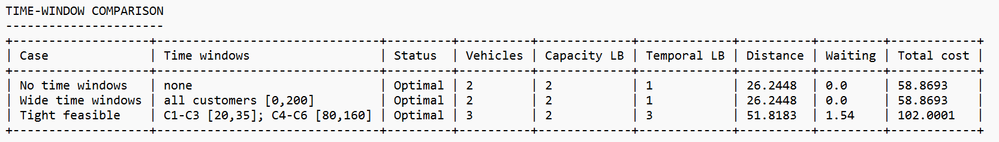 TIME-WINDOW COMPARISON
----------------------
+-------------------+-------------------------------+---------+----------+-------------+-------------+----------+---------+------------+
| Case              | Time windows                  | Status  | Vehicles | Capacity LB | Temporal LB | Distance | Waiting | Total cost |
+-------------------+-------------------------------+---------+----------+-------------+-------------+----------+---------+------------+
| No time windows   | none                          | Optimal | 2        | 2           | 1           | 26.2448  | 0.0     | 58.8693    |
| Wide time windows | all customers [0,200]         | Optimal | 2        | 2           | 1           | 26.2448  | 0.0     | 58.8693    |
| Tight feasible    | C1-C3 [20,35]; C4-C6 [80,160] | Optimal | 3        | 2           | 3           | 51.8183  | 1.54    | 102.0001   |
+-------------------+-------------------------------+---------+----------+-------------+-------------+----------+---------+------------+